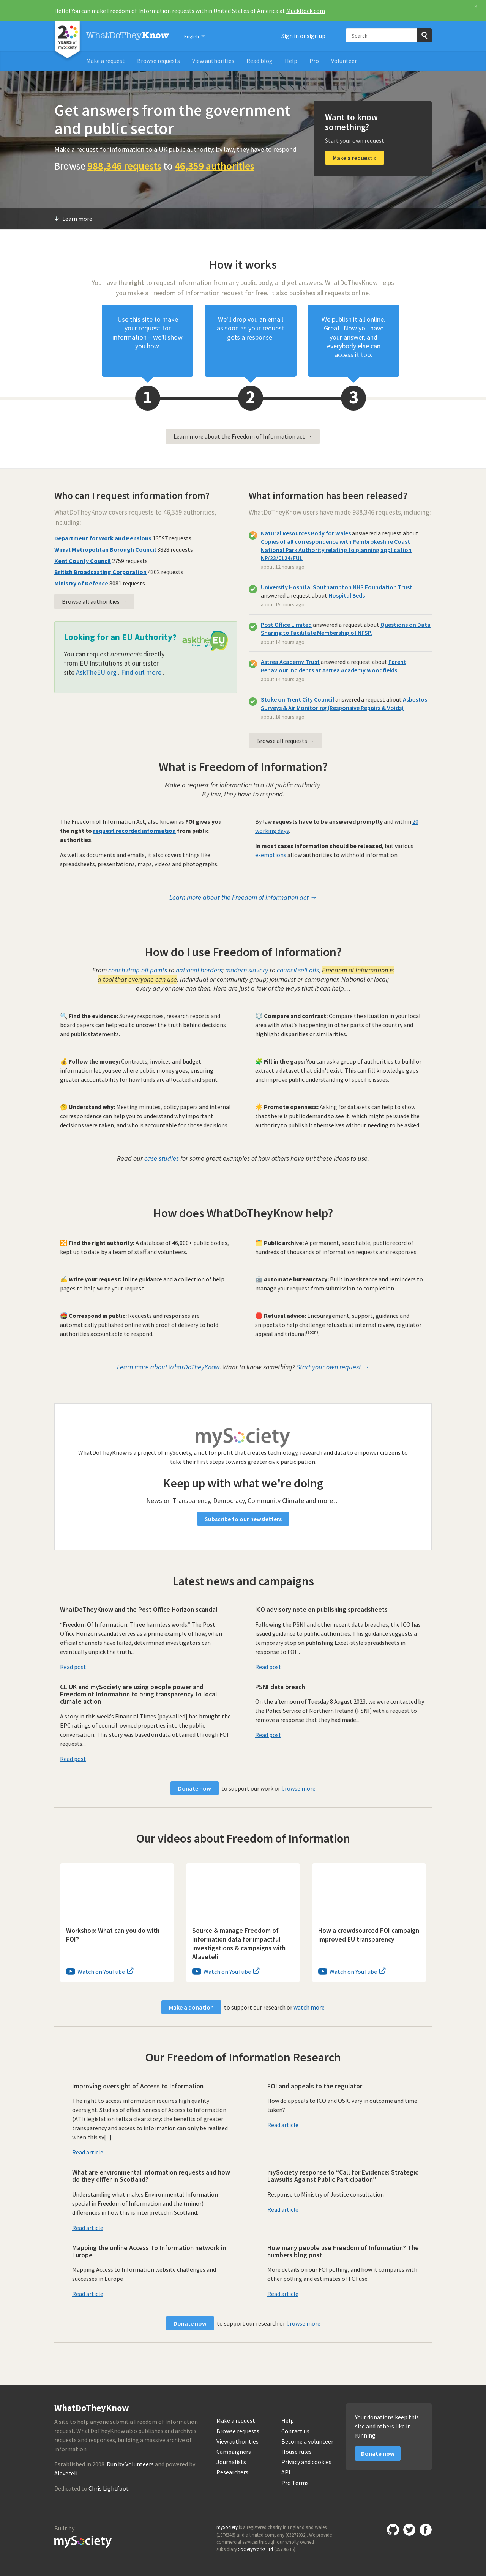 Hello! You can make Freedom of Information requests within United States of America at MuckRock.com
×
20
YEARS of
my5.ciety
WhatDoTheyKnow
English
Sign in or sign up
Search
Make a request
Browse requests
View authorities
Read blog
Help
Pro
Volunteer
Get answers from the government
and public sector
Make a request for information to a UK public authority: by law, they have to respond
Browse 988,346 requests to 46,359 authorities
Want to know
something?
Start your own request
Make a request »
Learn more
How it works
You have the right to request information from any public body, and get answers. WhatDoTheyKnow helps
you make a Freedom of Information request for free. It also publishes all requests online.
Use this site to make
your request for
information – we'll show
you how.
We'll drop you an email
as soon as your request
gets a response.
We publish it all online.
Great! Now you have
your answer, and
everybody else can
access it too.
1
2
3
Learn more about the Freedom of Information act →
Who can I request information from?
WhatDoTheyKnow covers requests to 46,359 authorities,
including:
Department for Work and Pensions 13597 requests
Wirral Metropolitan Borough Council 3828 requests
Kent County Council 2759 requests
British Broadcasting Corporation 4302 requests
Ministry of Defence 8081 requests
Browse all authorities →
Looking for an EU Authority?
asktheEU
You can request documents directly
from EU Institutions at our sister
site AskTheEU.org . Find out more .
What information has been released?
WhatDoTheyKnow users have made 988,346 requests, including:
Natural Resources Body for Wales answered a request about
Copies of all correspondence with Pembrokeshire Coast
National Park Authority relating to planning application
NP/23/0124/FUL
about 12 hours ago
University Hospital Southampton NHS Foundation Trust
answered a request about Hospital Beds
about 13 hours ago
Post Office Limited answered a request about Questions on Data
Sharing to Facilitate Membership of NFSP.
about 14 hours ago
Astrea Academy Trust answered a request about Parent
Behaviour Incidents at Astrea Academy Woodfields
about 14 hours ago
Stoke on Trent City Council answered a request about Asbestos
Surveys & Air Monitoring (Responsive Repairs & Voids)
about 18 hours ago
Browse all requests →
What is Freedom of Information?
Make a request for information to a UK public authority.
By law, they have to respond.
The Freedom of Information Act, also known as FOI gives you
the right to request recorded information from public
authorities.
As well as documents and emails, it also covers things like
spreadsheets, presentations, maps, videos and photographs.
By law requests have to be answered promptly and within 20
working days.
In most cases information should be released, but various
exemptions allow authorities to withhold information.
Learn more about the Freedom of Information act →
How do I use Freedom of Information?
From coach drop off points to national borders; modern slavery to council sell-offs, Freedom of Information is
a tool that everyone can use. Individual or community group; journalist or campaigner. National or local;
every day or now and then. Here are just a few of the ways that it can help…
🔍 Find the evidence: Survey responses, research reports and
board papers can help you to uncover the truth behind decisions
and public statements.
⚖️ Compare and contrast: Compare the situation in your local
area with what's happening in other parts of the country and
highlight disparities or similarities.
💰 Follow the money: Contracts, invoices and budget
information let you see where public money goes, ensuring
greater accountability for how funds are allocated and spent.
🧩 Fill in the gaps: You can ask a group of authorities to build or
extract a dataset that didn't exist. This can fill knowledge gaps
and improve public understanding of specific issues.
🤔 Understand why: Meeting minutes, policy papers and internal
correspondence can help you to understand why important
decisions were taken, and who is accountable for those decisions.
☀️ Promote openness: Asking for datasets can help to show
that there is public demand to see it, which might persuade the
authority to publish it themselves without needing to be asked.
Read our case studies for some great examples of how others have put these ideas to use.
How does WhatDoTheyKnow help?
🔀 Find the right authority: A database of 46,000+ public bodies,
kept up to date by a team of staff and volunteers.
🗂️ Public archive: A permanent, searchable, public record of
hundreds of thousands of information requests and responses.
✍️ Write your request: Inline guidance and a collection of help
pages to help write your request.
🤖 Automate bureaucracy: Built in assistance and reminders to
manage your request from submission to completion.
📯 Correspond in public: Requests and responses are
automatically published online with proof of delivery to hold
authorities accountable to respond.
🛑 Refusal advice: Encouragement, support, guidance and
snippets to help challenge refusals at internal review, regulator
appeal and tribunal[soon].
Learn more about WhatDoTheyKnow. Want to know something? Start your own request →
mySociety
WhatDoTheyKnow is a project of mySociety, a not for profit that creates technology, research and data to empower citizens to
take their first steps towards greater civic participation.
Keep up with what we're doing
News on Transparency, Democracy, Community Climate and more…
Subscribe to our newsletters
Latest news and campaigns
WhatDoTheyKnow and the Post Office Horizon scandal
"Freedom Of Information. Three harmless words." The Post
Office Horizon scandal serves as a prime example of how, when
official channels have failed, determined investigators can
eventually unpick the truth...
Read post
ICO advisory note on publishing spreadsheets
Following the PSNI and other recent data breaches, the ICO has
issued guidance to public authorities. This guidance suggests a
temporary stop on publishing Excel-style spreadsheets in
response to FOI...
Read post
CE UK and mySociety are using people power and
Freedom of Information to bring transparency to local
climate action
A story in this week's Financial Times [paywalled] has brought the
EPC ratings of council-owned properties into the public
conversation. This story was based on data obtained through FOI
requests...
Read post
PSNI data breach
On the afternoon of Tuesday 8 August 2023, we were contacted by
the Police Service of Northern Ireland (PSNI) with a request to
remove a response that they had made...
Read post
Donate now to support our work or browse more
Our videos about Freedom of Information
Workshop: What can you do with
FOI?
Watch on YouTube
Source & manage Freedom of
Information data for impactful
investigations & campaigns with
Alaveteli
Watch on YouTube
How a crowdsourced FOI campaign
improved EU transparency
Watch on YouTube
Make a donation to support our research or watch more
Our Freedom of Information Research
Improving oversight of Access to Information
The right to access information requires high quality
oversight. Studies of effectiveness of Access to Information
(ATI) legislation tells a clear story: the benefits of greater
transparency and access to information can only be realised
when this sy[...]
Read article
FOI and appeals to the regulator
How do appeals to ICO and OSIC vary in outcome and time
taken?
Read article
What are environmental information requests and how
do they differ in Scotland?
Understanding what makes Environmental Information
special in Freedom of Information and the (minor)
differences in how this is interpreted in Scotland.
Read article
mySociety response to "Call for Evidence: Strategic
Lawsuits Against Public Participation"
Response to Ministry of Justice consultation
Read article
Mapping the online Access To Information network in
Europe
Mapping Access to Information website challenges and
successes in Europe
Read article
How many people use Freedom of Information? The
numbers blog post
More details on our FOI polling, and how it compares with
other polling and estimates of FOI use.
Read article
Donate now to support our research or browse more
WhatDoTheyKnow
A site to help anyone submit a Freedom of Information
request. WhatDoTheyKnow also publishes and archives
requests and responses, building a massive archive of
information.
Established in 2008. Run by Volunteers and powered by
Alaveteli.
Dedicated to Chris Lightfoot.
Make a request
Browse requests
View authorities
Campaigners
Journalists
Researchers
Help
Contact us
Become a volunteer
House rules
Privacy and cookies
API
Pro Terms
Your donations keep this
site and others like it
running
Donate now
Built by
mySociety
mySociety is a registered charity in England and Wales
(1076346) and a limited company (03277032). We provide
commercial services through our wholly owned
subsidiary SocietyWorks Ltd (05798215).